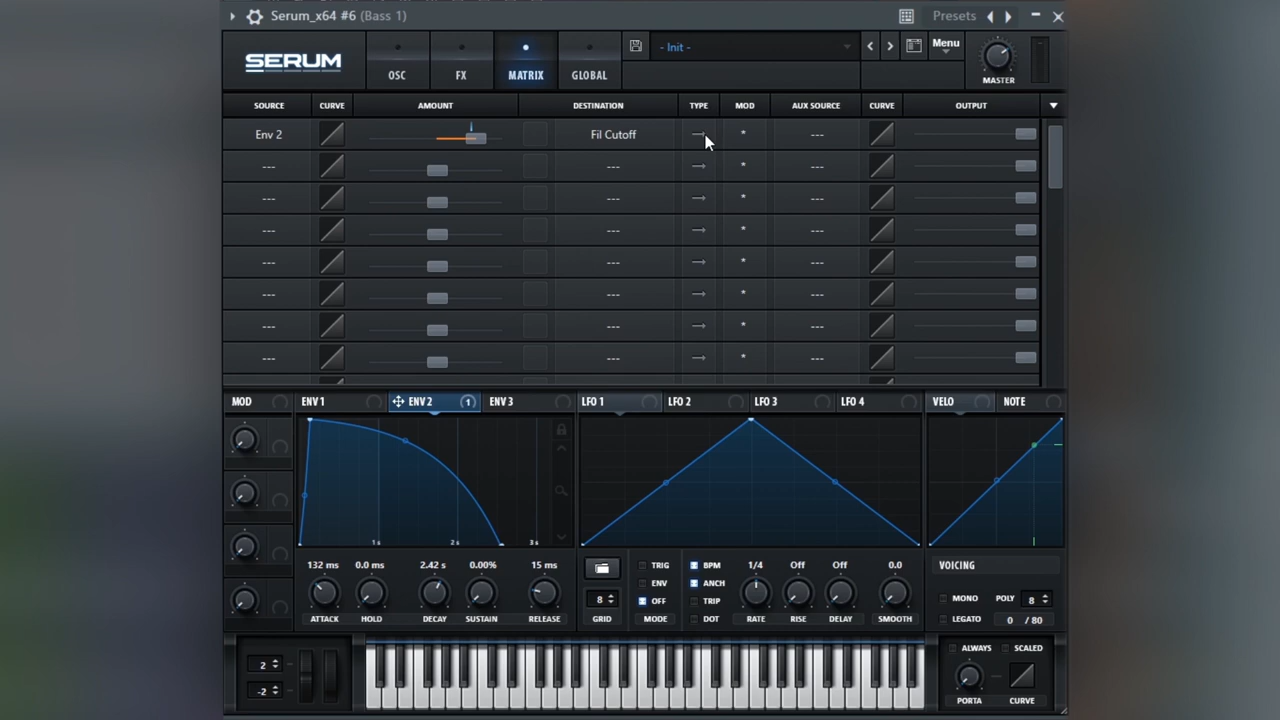 Serum_x64 #6 (Bass 1)
Presets
SERUM
OSC
FX
MATRIX
GLOBAL
- Init -
Menu
MASTER
SOURCE CURVE AMOUNT DESTINATION TYPE MOD AUX SOURCE CURVE OUTPUT
Env 2 Fil Cutoff → * ---
--- --- → * ---
--- --- → * ---
--- --- → * ---
--- --- → * ---
--- --- → * ---
--- --- → * ---
--- --- → * ---
MOD ENV 1 ENV 2 1 ENV 3 LFO 1 LFO 2 LFO 3 LFO 4 VELO NOTE
1 s 2 s 3 s
132 ms 0.0 ms 2.42 s 0.00% 15 ms
ATTACK HOLD DECAY SUSTAIN RELEASE
8
GRID
TRIG
ENV
OFF
MODE
BPM
ANCH
TRIP
DOT
1/4 Off Off 0.0
RATE RISE DELAY SMOOTH
VOICING
MONO POLY 8
LEGATO 0 / 80
2
-2
ALWAYS SCALED
PORTA CURVE